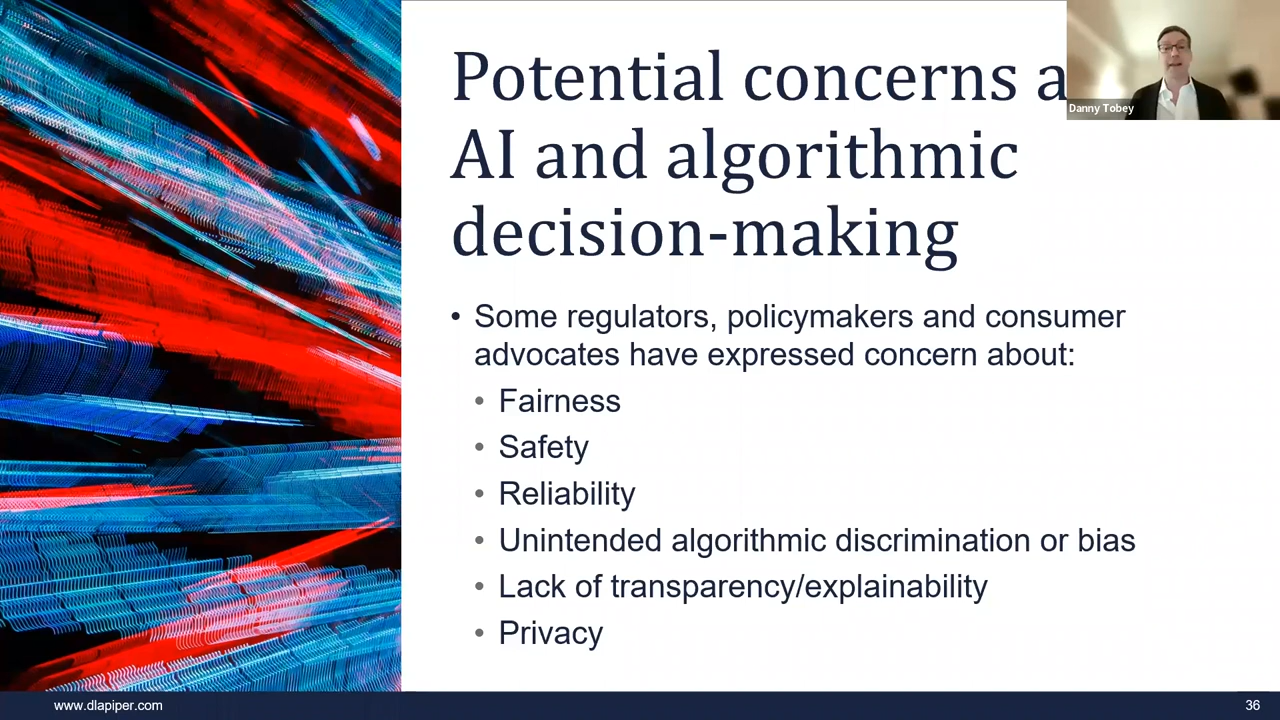 Potential concerns a
Danny Tobey
AI and algorithmic
decision-making
• Some regulators, policymakers and consumer
advocates have expressed concern about:
• Fairness
• Safety
• Reliability
• Unintended algorithmic discrimination or bias
• Lack of transparency/explainability
• Privacy
www.dlapiper.com
36